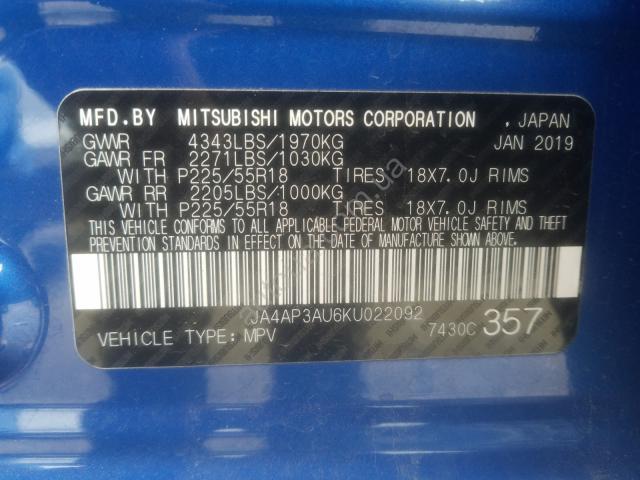 MFD.BY MITSUBISHI MOTORS CORPORATION . JAPAN
GVWR 4343LBS/1970KG JAN 2019
GAWR FR 2271LBS/1030KG
WITH P225/55R18 TIRES 18X7.0J RIMS
GAWR RR 2205LBS/1000KG
WITH P225/55R18 TIRES 18X7.0J RIMS
THIS VEHICLE CONFORMS TO ALL APPLICABLE FEDERAL MOTOR VEHICLE SAFETY AND THEFT
PREVENTION STANDARDS IN EFFECT ON THE DATE OF MANUFACTURE SHOWN ABOVE.
JA4AP3AU6KU022092
VEHICLE TYPE: MPV 7430C 357